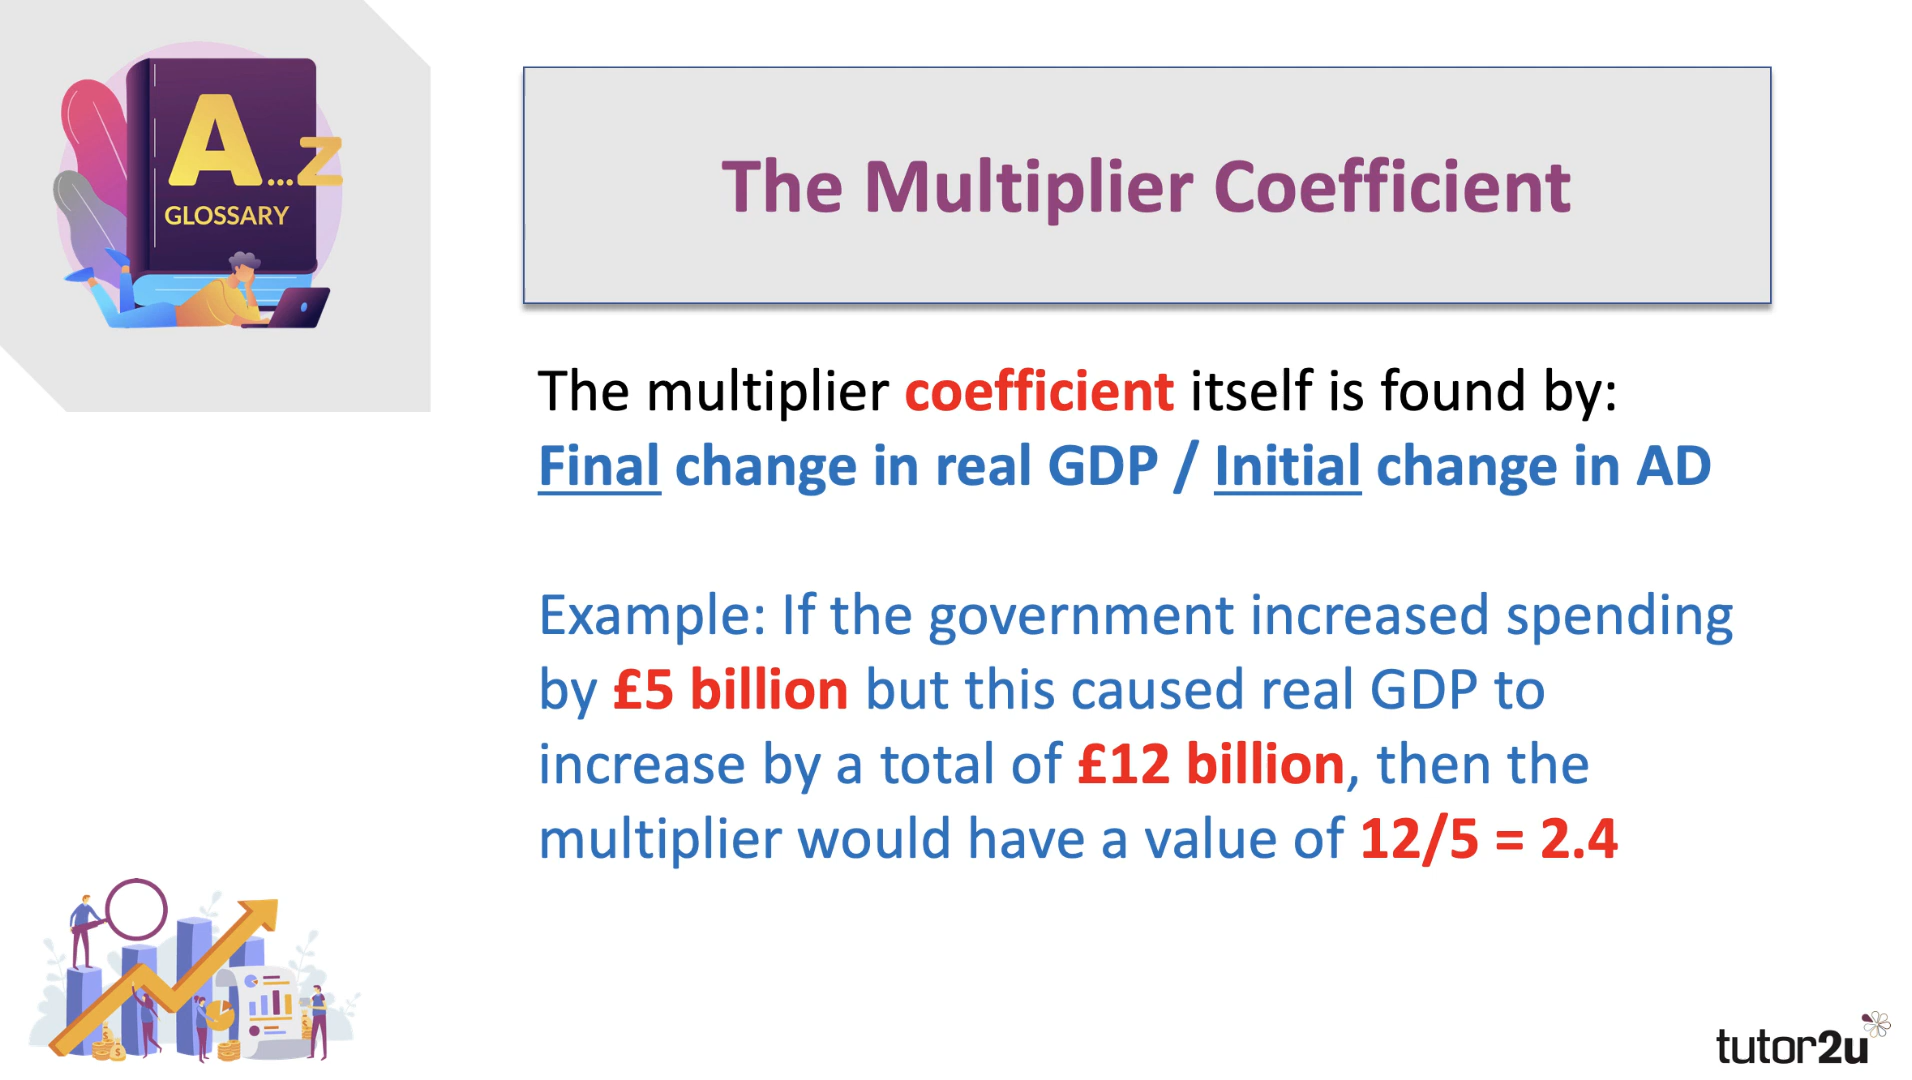 A...Z
GLOSSARY
The Multiplier Coefficient
The multiplier coefficient itself is found by:
Final change in real GDP / Initial change in AD
Example: If the government increased spending
by £5 billion but this caused real GDP to
increase by a total of £12 billion, then the
multiplier would have a value of 12/5 = 2.4
tutor2u